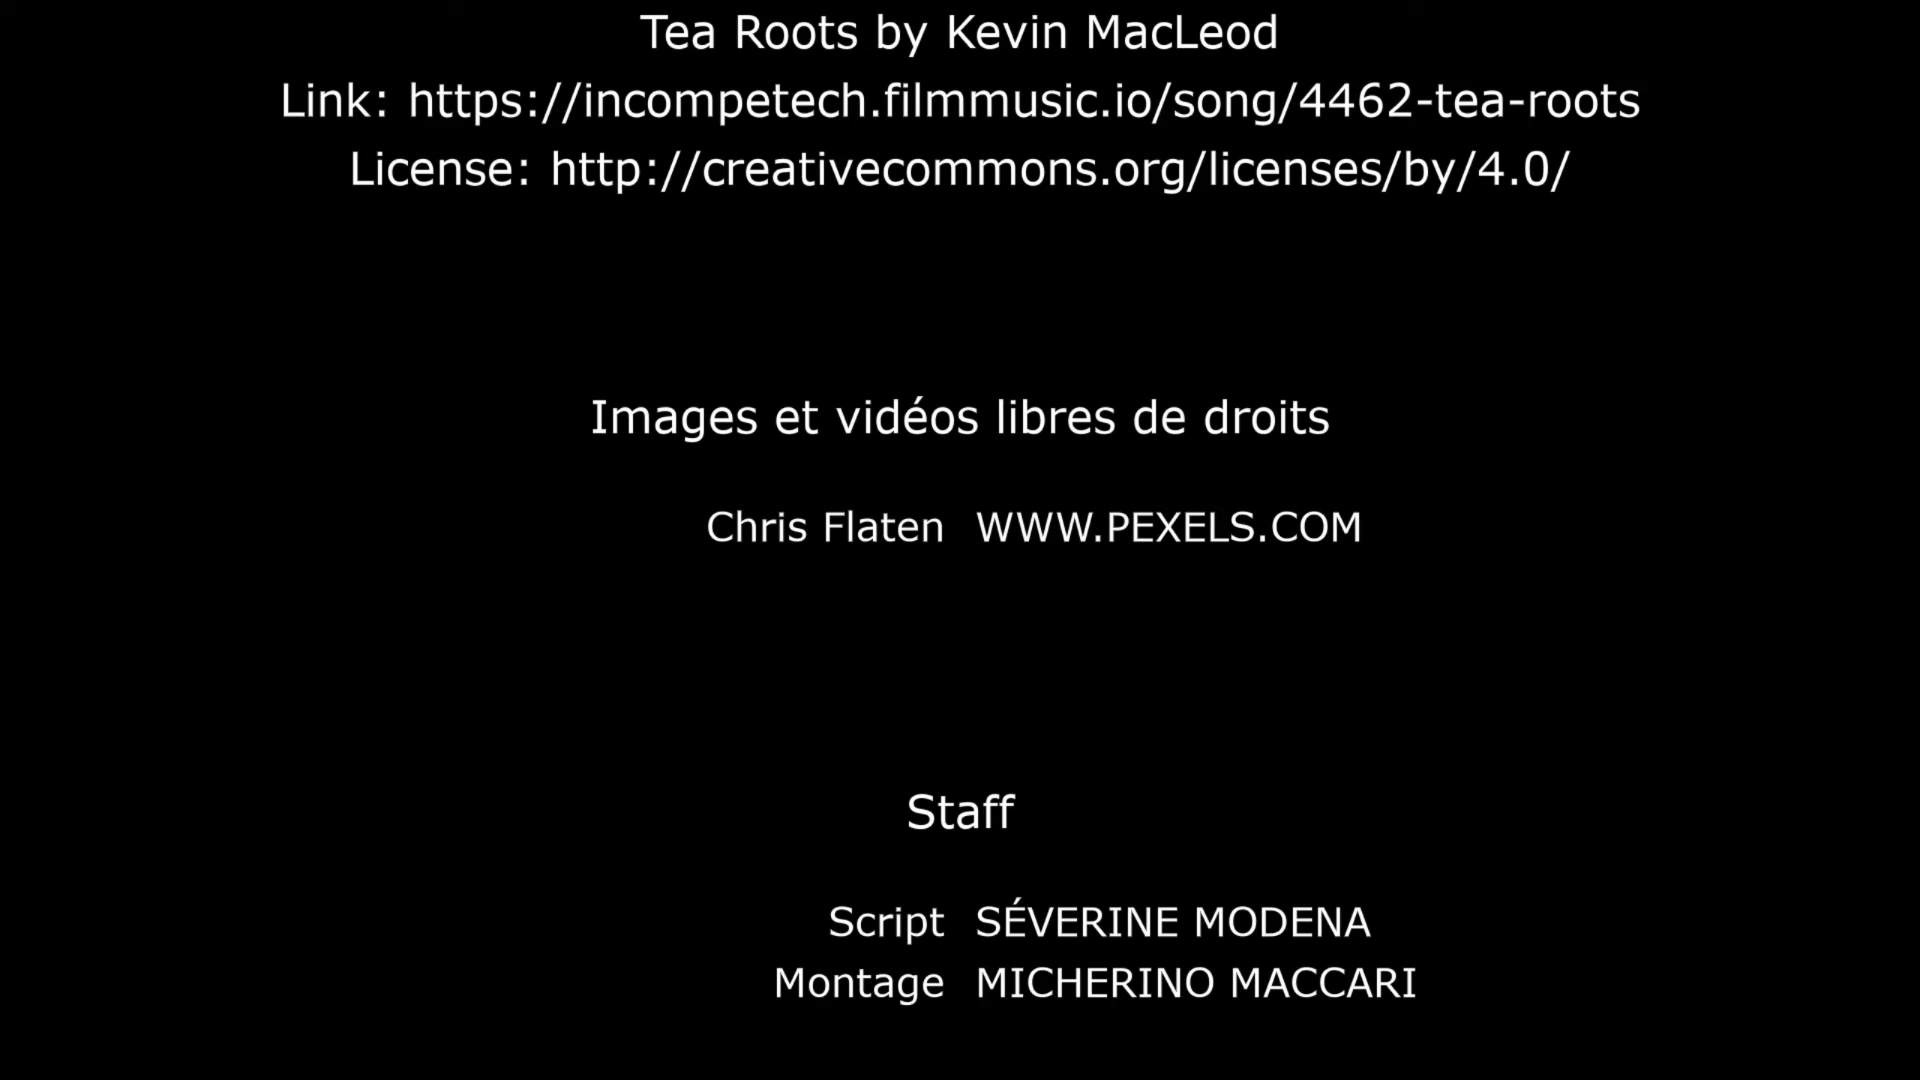 Tea Roots by Kevin MacLeod
Link: https://incompetech.filmmusic.io/song/4462-tea-roots
License: http://creativecommons.org/licenses/by/4.0/
Images et vidéos libres de droits
Chris Flaten WWW.PEXELS.COM
Staff
Script SÉVERINE MODENA
Montage MICHERINO MACCARI